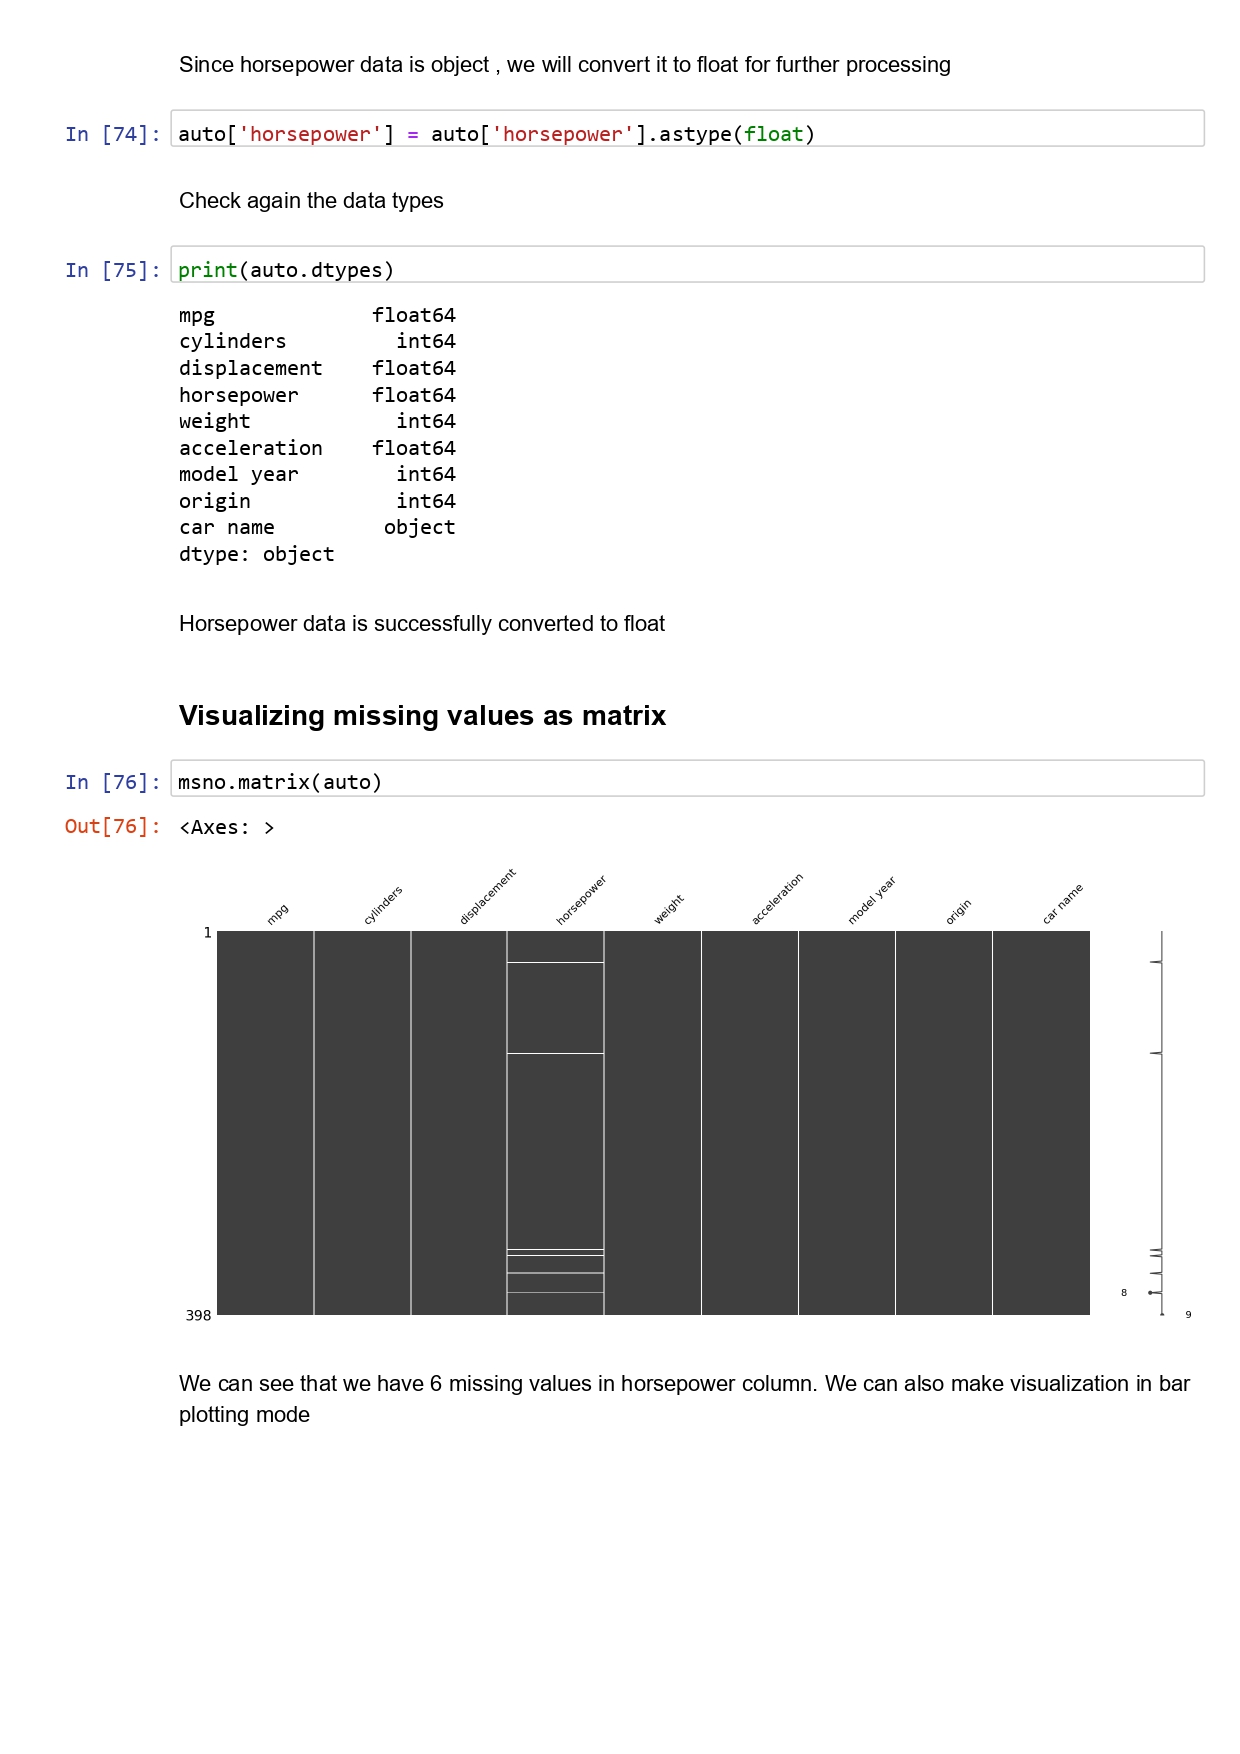 Since horsepower data is object , we will convert it to float for further processing
In [74]: auto['horsepower'] = auto['horsepower'].astype(float)
Check again the data types
In [75]: print(auto.dtypes)
mpg             float64
cylinders         int64
displacement    float64
horsepower      float64
weight            int64
acceleration    float64
model year        int64
origin            int64
car name         object
dtype: object
Horsepower data is successfully converted to float
Visualizing missing values as matrix
In [76]: msno.matrix(auto)
Out[76]: <Axes: >
mpg cylinders displacement horsepower weight acceleration model year origin car name
1
8
398 9
We can see that we have 6 missing values in horsepower column. We can also make visualization in bar
plotting mode